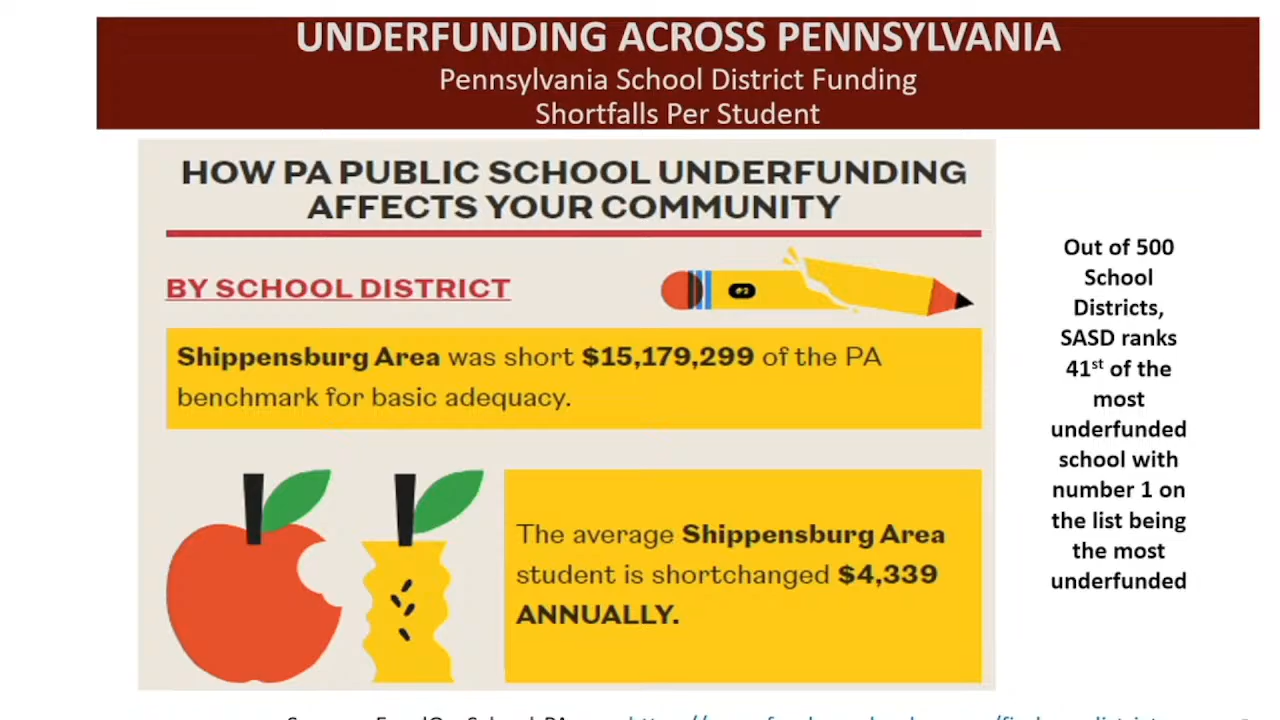 UNDERFUNDING ACROSS PENNSYLVANIA
Pennsylvania School District Funding
Shortfalls Per Student
HOW PA PUBLIC SCHOOL UNDERFUNDING
AFFECTS YOUR COMMUNITY
BY SCHOOL DISTRICT
#2
Shippensburg Area was short $15,179,299 of the PA
benchmark for basic adequacy.
The average Shippensburg Area
student is shortchanged $4,339
ANNUALLY.
Out of 500
School
Districts,
SASD ranks
41st of the
most
underfunded
school with
number 1 on
the list being
the most
underfunded